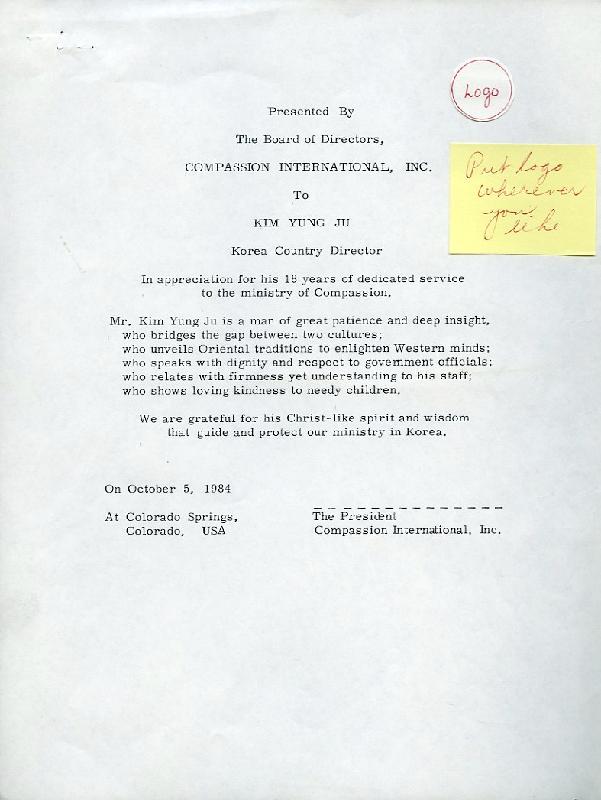 Logo
Put logo
wherever
you
like
Presented By
The Board of Directors,
COMPASSION INTERNATIONAL, INC.
To
KIM YUNG JU
Korea Country Director
In appreciation for his 18 years of dedicated service
to the ministry of Compassion.
Mr. Kim Yung Ju is a man of great patience and deep insight,
who bridges the gap between two cultures;
who unveils Oriental traditions to enlighten Western minds;
who speaks with dignity and respect to government officials;
who relates with firmness yet understanding to his staff;
who shows loving kindness to needy children.
We are grateful for his Christ-like spirit and wisdom
that guide and protect our ministry in Korea.
On October 5, 1984
At Colorado Springs,
Colorado, USA
The President
Compassion International, Inc.